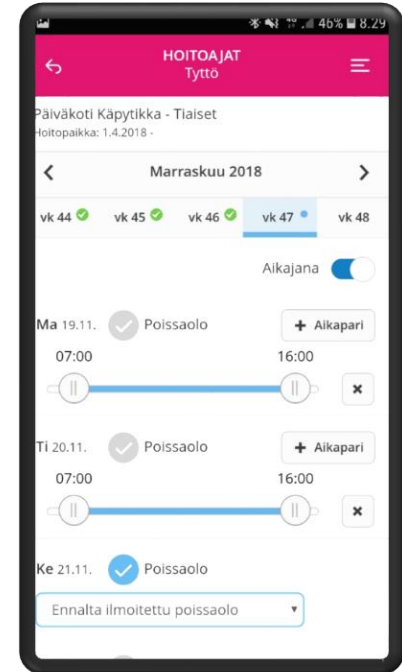 46% 8.29
HOITOAJAT
Tyttö
Päiväkoti Käpytikka - Tiaiset
Hoitopaikka: 1.4.2018 -
Marraskuu 2018
vk 44 vk 45 vk 46 vk 47 vk 48
Aikajana
Ma 19.11. Poissaolo + Aikapari
07:00 16:00
Ti 20.11. Poissaolo + Aikapari
07:00 16:00
Ke 21.11. Poissaolo
Ennalta ilmoitettu poissaolo